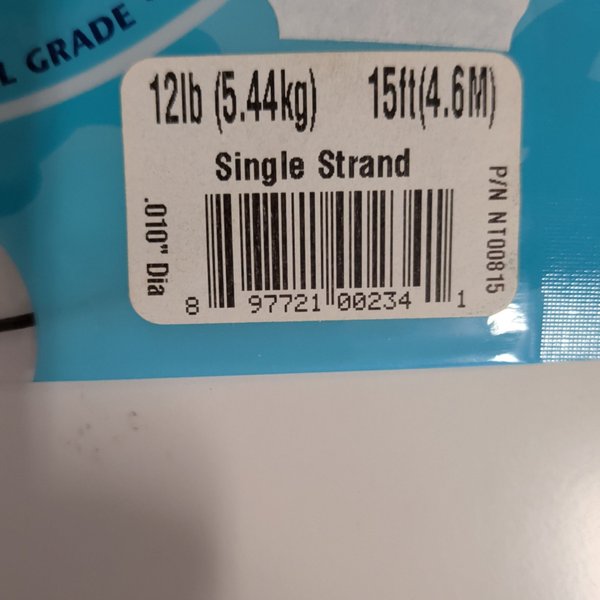 L GRADE
12lb (5.44kg) 15ft(4.6M)
Single Strand
.010" Dia
P/N NT00815
8 97721 00234 1